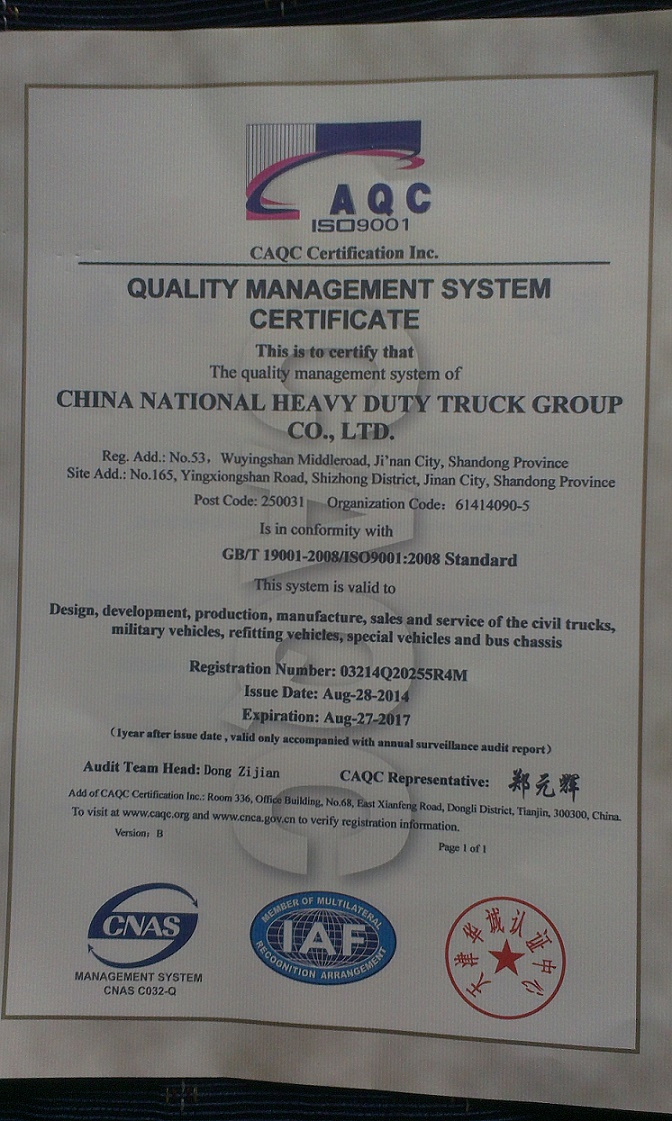 AQC
ISO9001
CAQC Certification Inc.
QUALITY MANAGEMENT SYSTEM
CERTIFICATE
This is to certify that
The quality management system of
CHINA NATIONAL HEAVY DUTY TRUCK GROUP
CO., LTD.
Reg. Add.: No.53, Wuyingshan Middleroad, Ji'nan City, Shandong Province
Site Add.: No.165, Yingxiongshan Road, Shizhong District, Jinan City, Shandong Province
Post Code: 250031 Organization Code: 61414090-5
Is in conformity with
GB/T 19001-2008/ISO9001:2008 Standard
This system is valid to
Design, development, production, manufacture, sales and service of the civil trucks,
military vehicles, refitting vehicles, special vehicles and bus chassis
Registration Number: 03214Q20255R4M
Issue Date: Aug-28-2014
Expiration: Aug-27-2017
(1year after issue date , valid only accompanied with annual surveillance audit report)
Audit Team Head: Dong Zijian CAQC Representative: 郑元辉
Add of CAQC Certification Inc.: Room 336, Office Building, No.68, East Xianfeng Road, Dongli District, Tianjin, 300300, China.
To visit at www.caqc.org and www.cnca.gov.cn to verify registration information.
Version: B
Page 1 of 1
CNAS
MANAGEMENT SYSTEM
CNAS C032-Q
MEMBER OF MULTILATERAL
IAF
RECOGNITION ARRANGEMENT
天津华诚认证中心